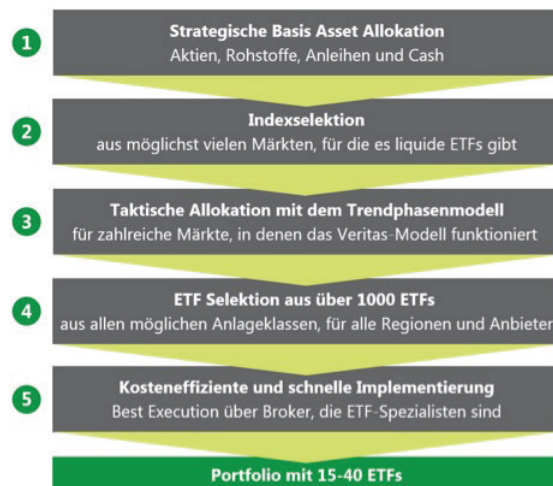 1
Strategische Basis Asset Allokation
Aktien, Rohstoffe, Anleihen und Cash
2
Indexselektion
aus möglichst vielen Märkten, für die es liquide ETFs gibt
3
Taktische Allokation mit dem Trendphasenmodell
für zahlreiche Märkte, in denen das Veritas-Modell funktioniert
4
ETF Selektion aus über 1000 ETFs
aus allen möglichen Anlageklassen, für alle Regionen und Anbieter
5
Kosteneffiziente und schnelle Implementierung
Best Execution über Broker, die ETF-Spezialisten sind
Portfolio mit 15-40 ETFs